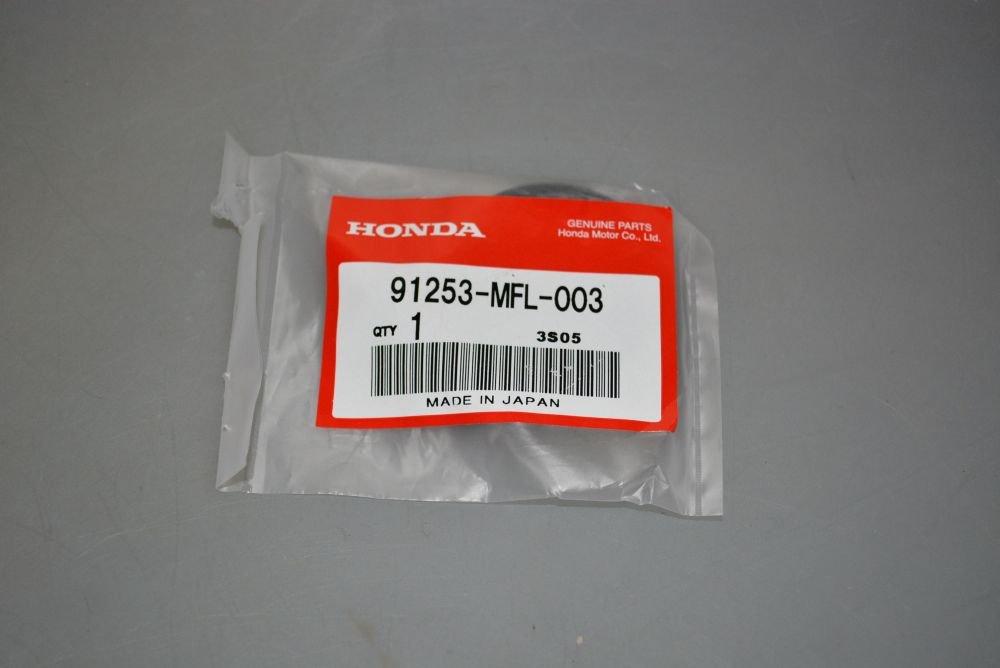 HONDA
GENUINE PARTS
Honda Motor Co., Ltd.
91253-MFL-003
QTY 1 3S05
MADE IN JAPAN